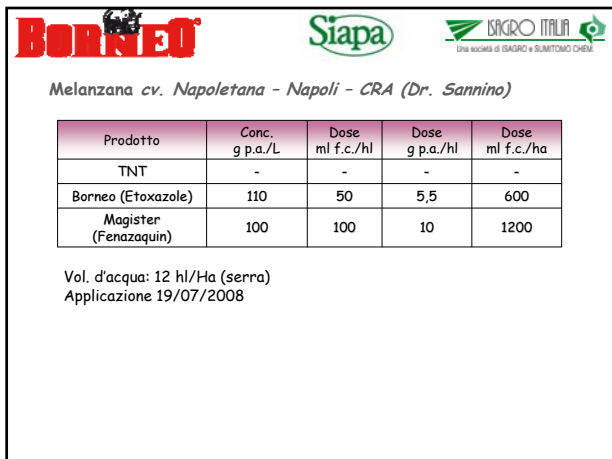 BORNEO®
Siapa
ISAGRO ITALIA
Una società di ISAGRO e SUMITOMO CHEM.
Melanzana cv. Napoletana – Napoli – CRA (Dr. Sannino)
Prodotto Conc. g p.a./L Dose ml f.c./hl Dose g p.a./hl Dose ml f.c./ha
TNT - - - -
Borneo (Etoxazole) 110 50 5,5 600
Magister (Fenazaquin) 100 100 10 1200
Vol. d'acqua: 12 hl/Ha (serra)
Applicazione 19/07/2008